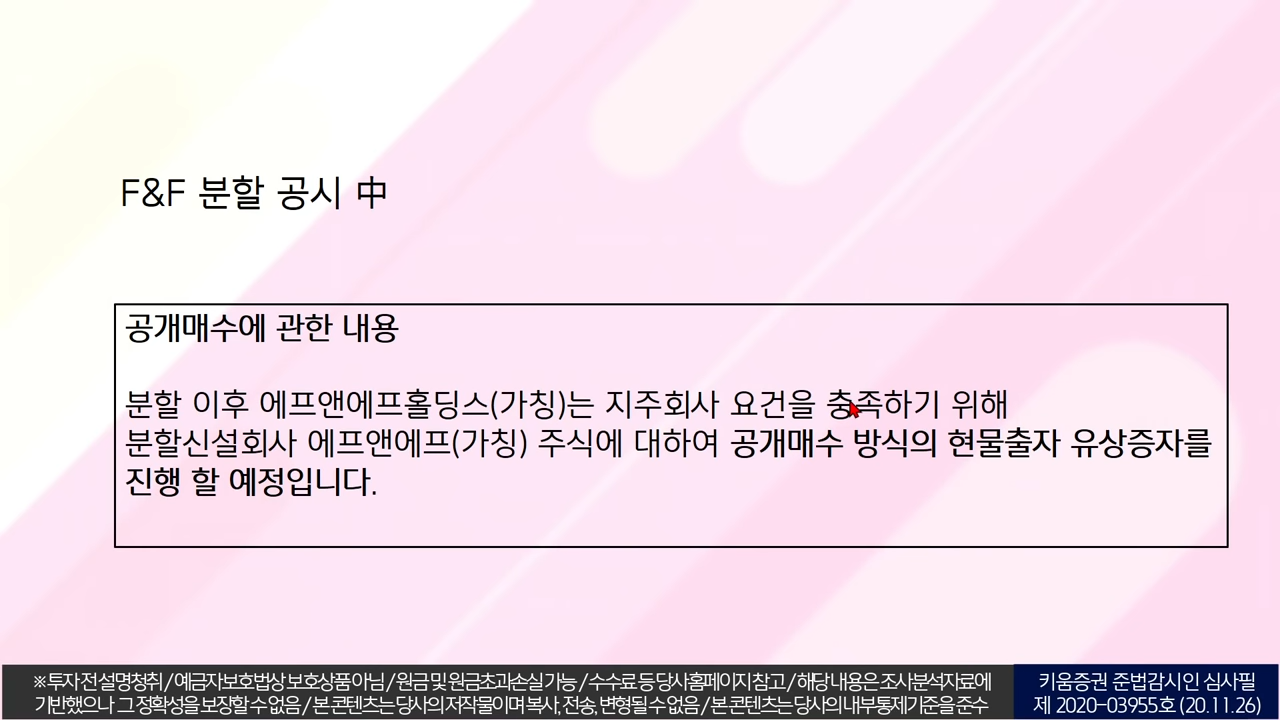 F&F 분할 공시 中
공개매수에 관한 내용
분할 이후 에프앤에프홀딩스(가칭)는 지주회사 요건을 충족하기 위해
분할신설회사 에프앤에프(가칭) 주식에 대하여 공개매수 방식의 현물출자 유상증자를
진행 할 예정입니다.
※ 투자 전 설명청취 / 예금자보호법상 보호상품 아님 / 원금 및 원금초과손실 가능 / 수수료 등 당사홈페이지 참고 / 해당 내용은 조사분석자료에
기반했으나 그 정확성을 보장할 수 없음 / 본 콘텐츠는 당사의 저작물이며 복사, 전송, 변형될 수 없음 / 본 콘텐츠는 당사의 내부통제기준을 준수
키움증권 준법감시인 심사필
제 2020-03955호 (20.11.26)